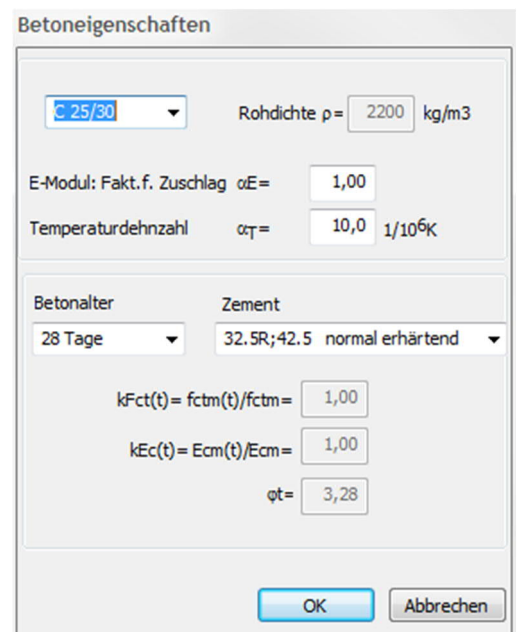 Betoneigenschaften
C 25/30 Rohdichte ρ= 2200 kg/m3
E-Modul: Fakt.f. Zuschlag αE= 1,00
Temperaturdehnzahl αT= 10,0 1/10⁶K
Betonalter Zement
28 Tage 32.5R;42.5 normal erhärtend
kFct(t)= fctm(t)/fctm= 1,00
kEc(t)= Ecm(t)/Ecm= 1,00
φt= 3,28
OK Abbrechen